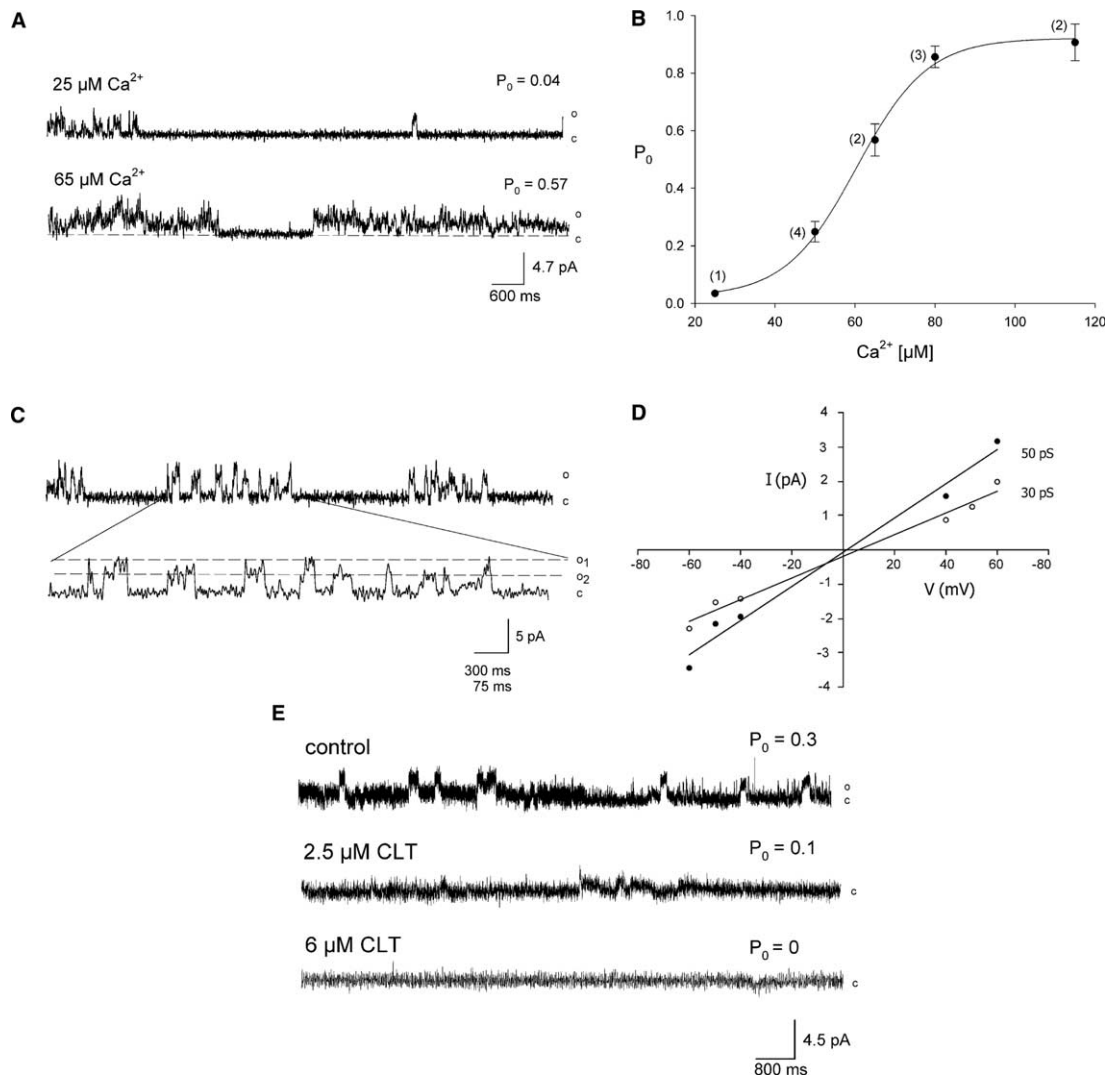 A
25 µM Ca²⁺
P₀ = 0.04
o
c
65 µM Ca²⁺
P₀ = 0.57
o
c
4.7 pA
600 ms
B
1.0
0.8
0.6
0.4
0.2
0.0
P₀
(1)
(4)
(2)
(3)
(2)
20 40 60 80 100 120
Ca²⁺ [µM]
C
o
c
o₁
o₂
c
5 pA
300 ms
75 ms
D
4
3
2
1
-1
-2
-3
-4
I (pA)
50 pS
30 pS
-80 -60 -40 -20 0 20 40 60 -80
V (mV)
E
control
P₀ = 0.3
o
c
2.5 µM CLT
P₀ = 0.1
c
6 µM CLT
P₀ = 0
c
4.5 pA
800 ms